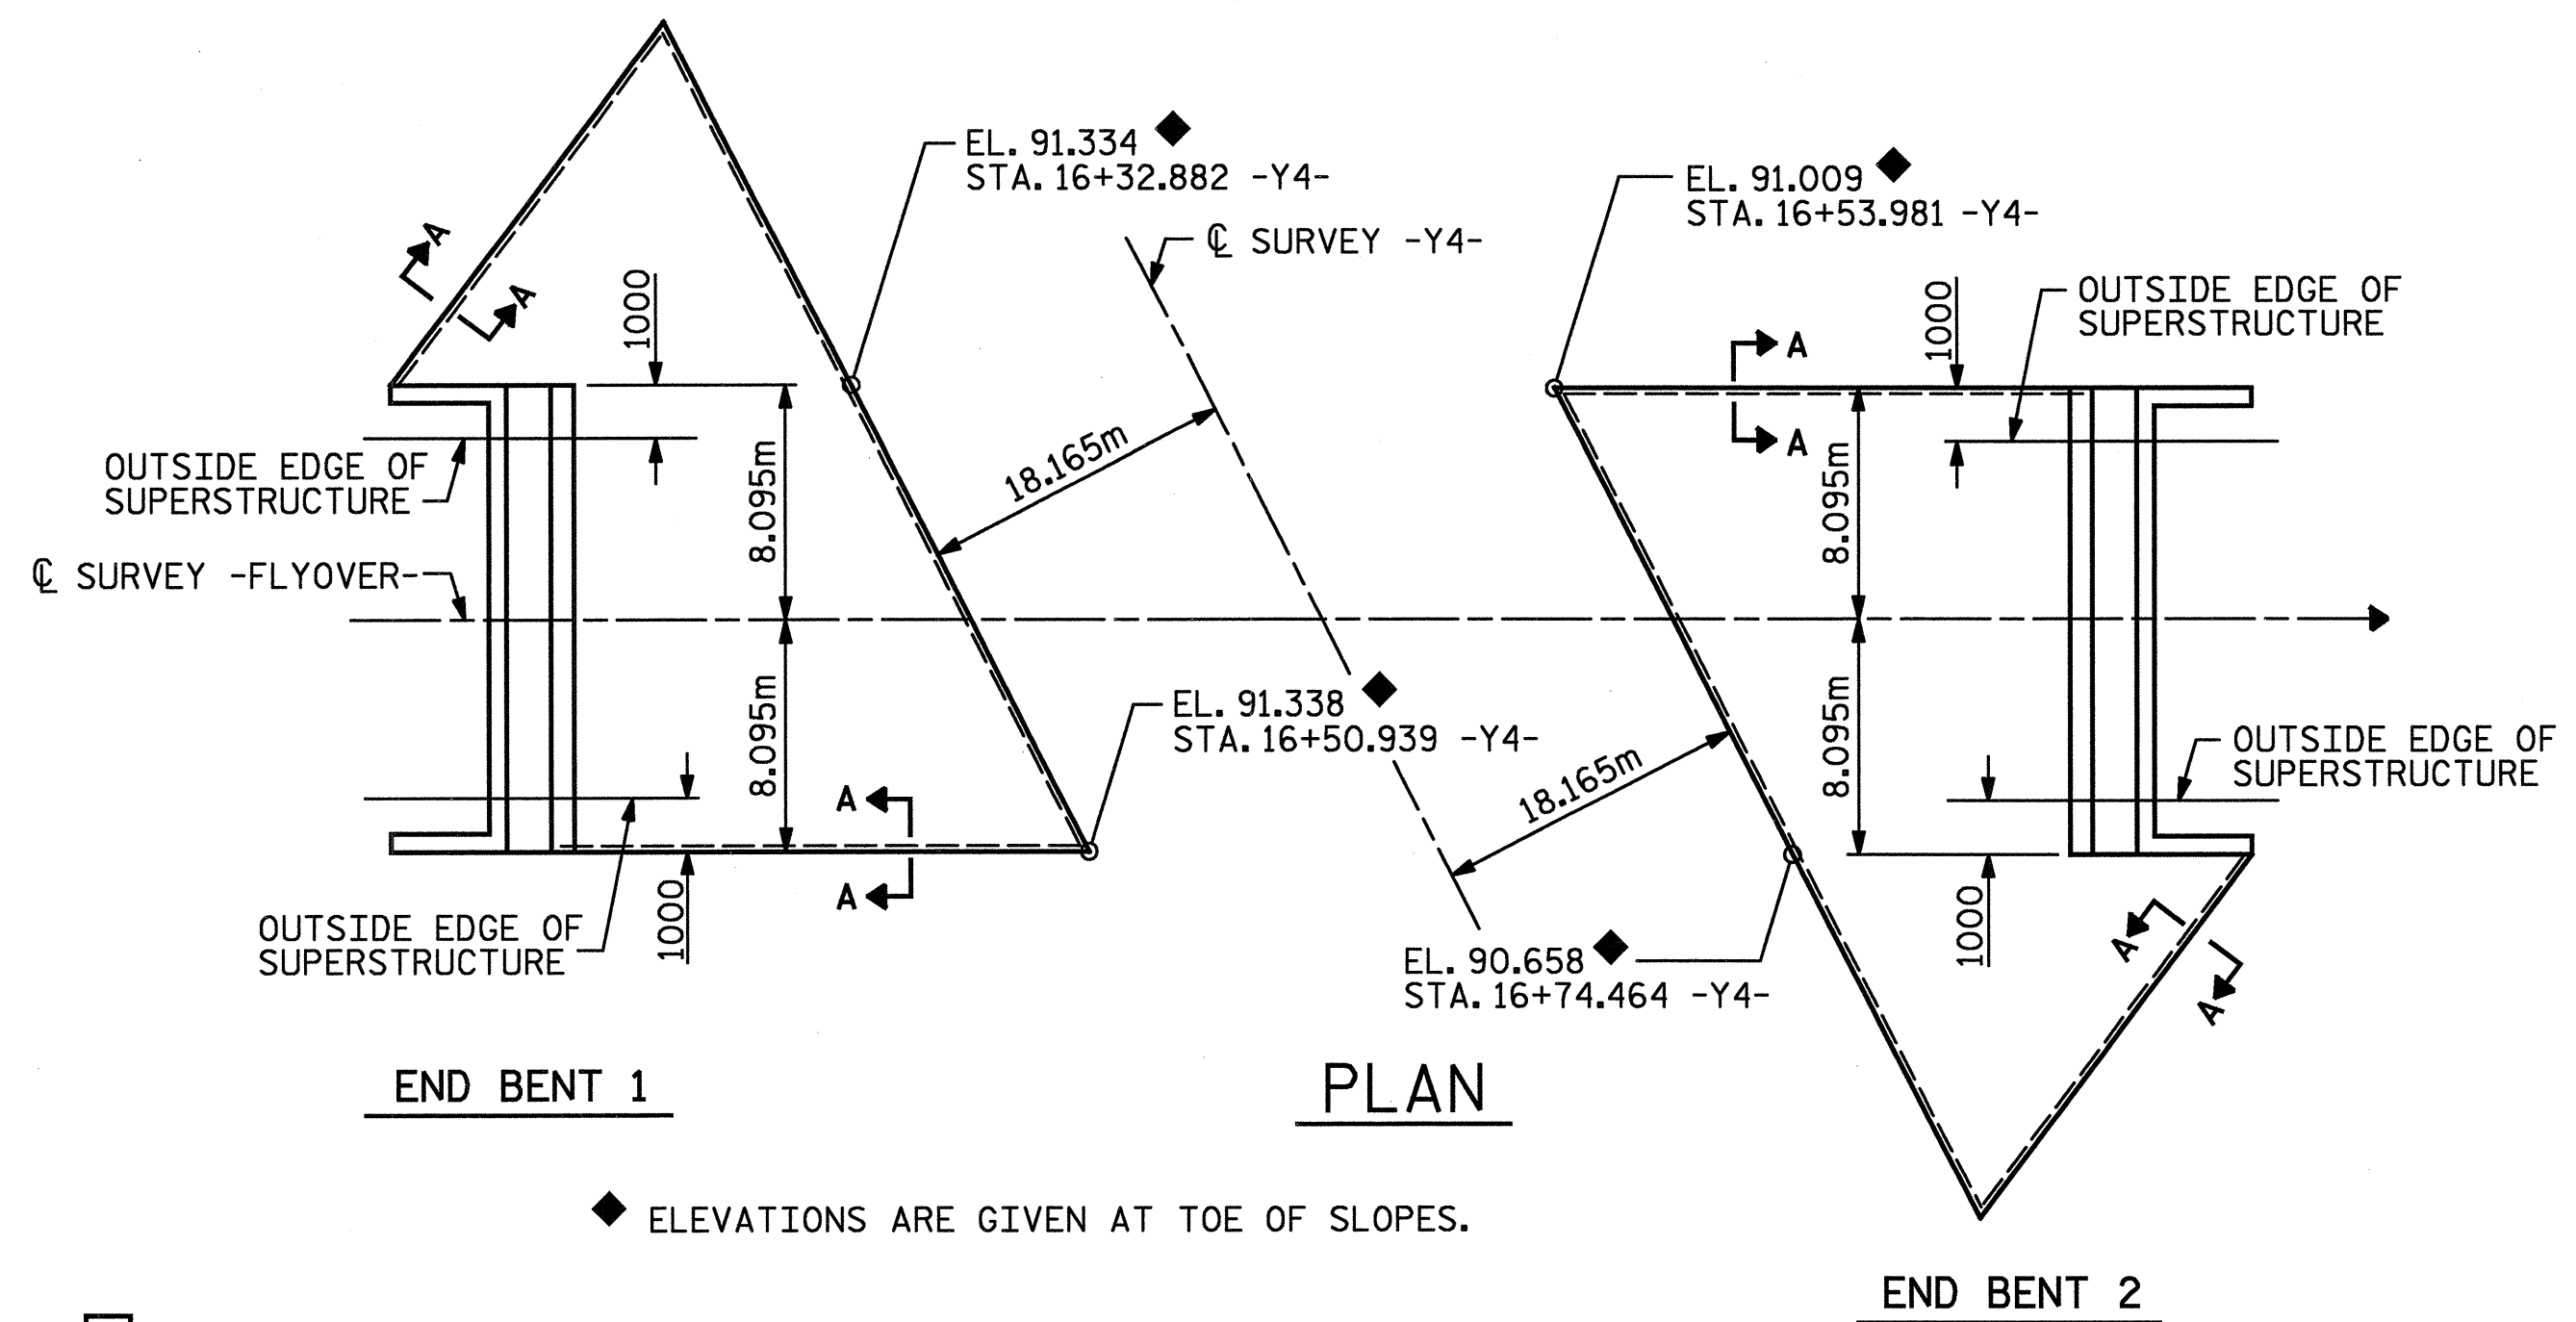 EL. 91.334 ◆
STA. 16+32.882 -Y4-
EL. 91.009 ◆
STA. 16+53.981 -Y4-
℄ SURVEY -Y4-
OUTSIDE EDGE OF
SUPERSTRUCTURE
A
A
1000
1000
A
A
18.165m
8.095m
8.095m
OUTSIDE EDGE OF
SUPERSTRUCTURE
℄ SURVEY -FLYOVER-
EL. 91.338 ◆
STA. 16+50.939 -Y4-
8.095m
8.095m
18.165m
OUTSIDE EDGE OF
SUPERSTRUCTURE
A
A
1000
1000
OUTSIDE EDGE OF
SUPERSTRUCTURE
EL. 90.658 ◆
STA. 16+74.464 -Y4-
A
A
END BENT 1
PLAN
◆ ELEVATIONS ARE GIVEN AT TOE OF SLOPES.
END BENT 2